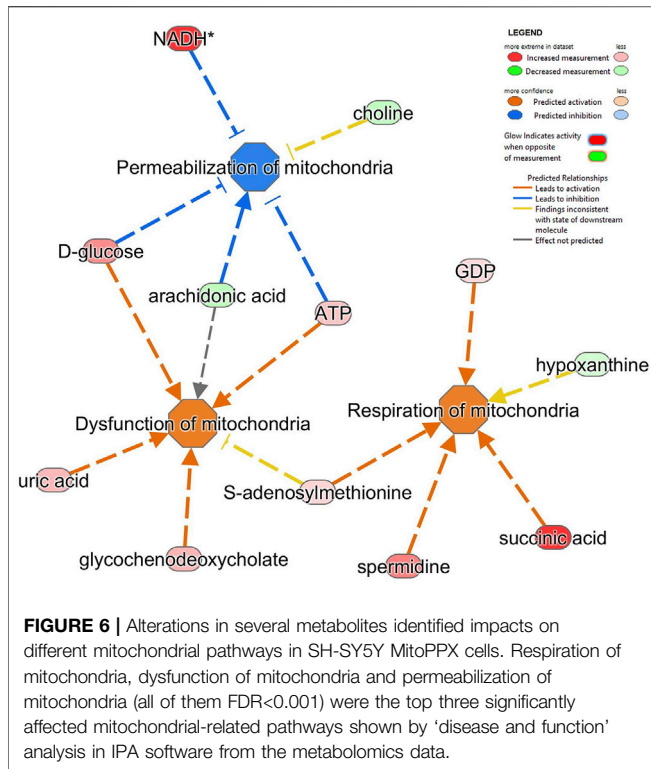 NADH*
choline
Permeabilization of mitochondria
D-glucose
arachidonic acid
ATP
GDP
hypoxanthine
Dysfunction of mitochondria
Respiration of mitochondria
uric acid
S-adenosylmethionine
glycochenodeoxycholate
spermidine
succinic acid
LEGEND
more extreme in dataset less
Increased measurement
Decreased measurement
more confidence less
Predicted activation
Predicted inhibition
Glow Indicates activity
when opposite
of measurement
Predicted Relationships
Leads to activation
Leads to inhibition
Findings inconsistent
with state of downstream
molecule
Effect not predicted
FIGURE 6 | Alterations in several metabolites identified impacts on
different mitochondrial pathways in SH-SY5Y MitoPPX cells. Respiration of
mitochondria, dysfunction of mitochondria and permeabilization of
mitochondria (all of them FDR<0.001) were the top three significantly
affected mitochondrial-related pathways shown by ‘disease and function’
analysis in IPA software from the metabolomics data.